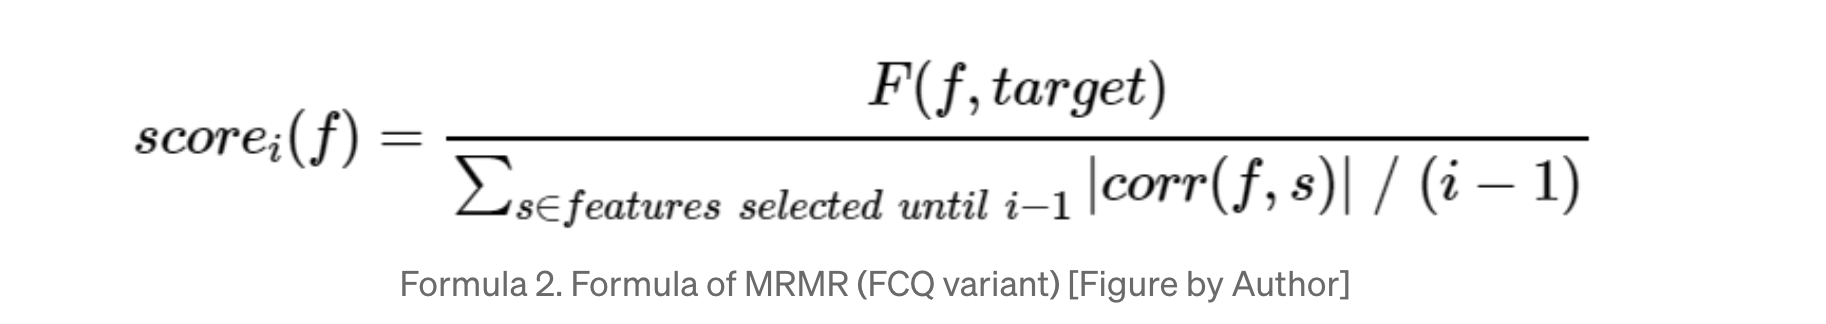 score_i(f) = F(f, target) / ∑_{s∈features selected until i−1} |corr(f, s)| / (i − 1)
Formula 2. Formula of MRMR (FCQ variant) [Figure by Author]